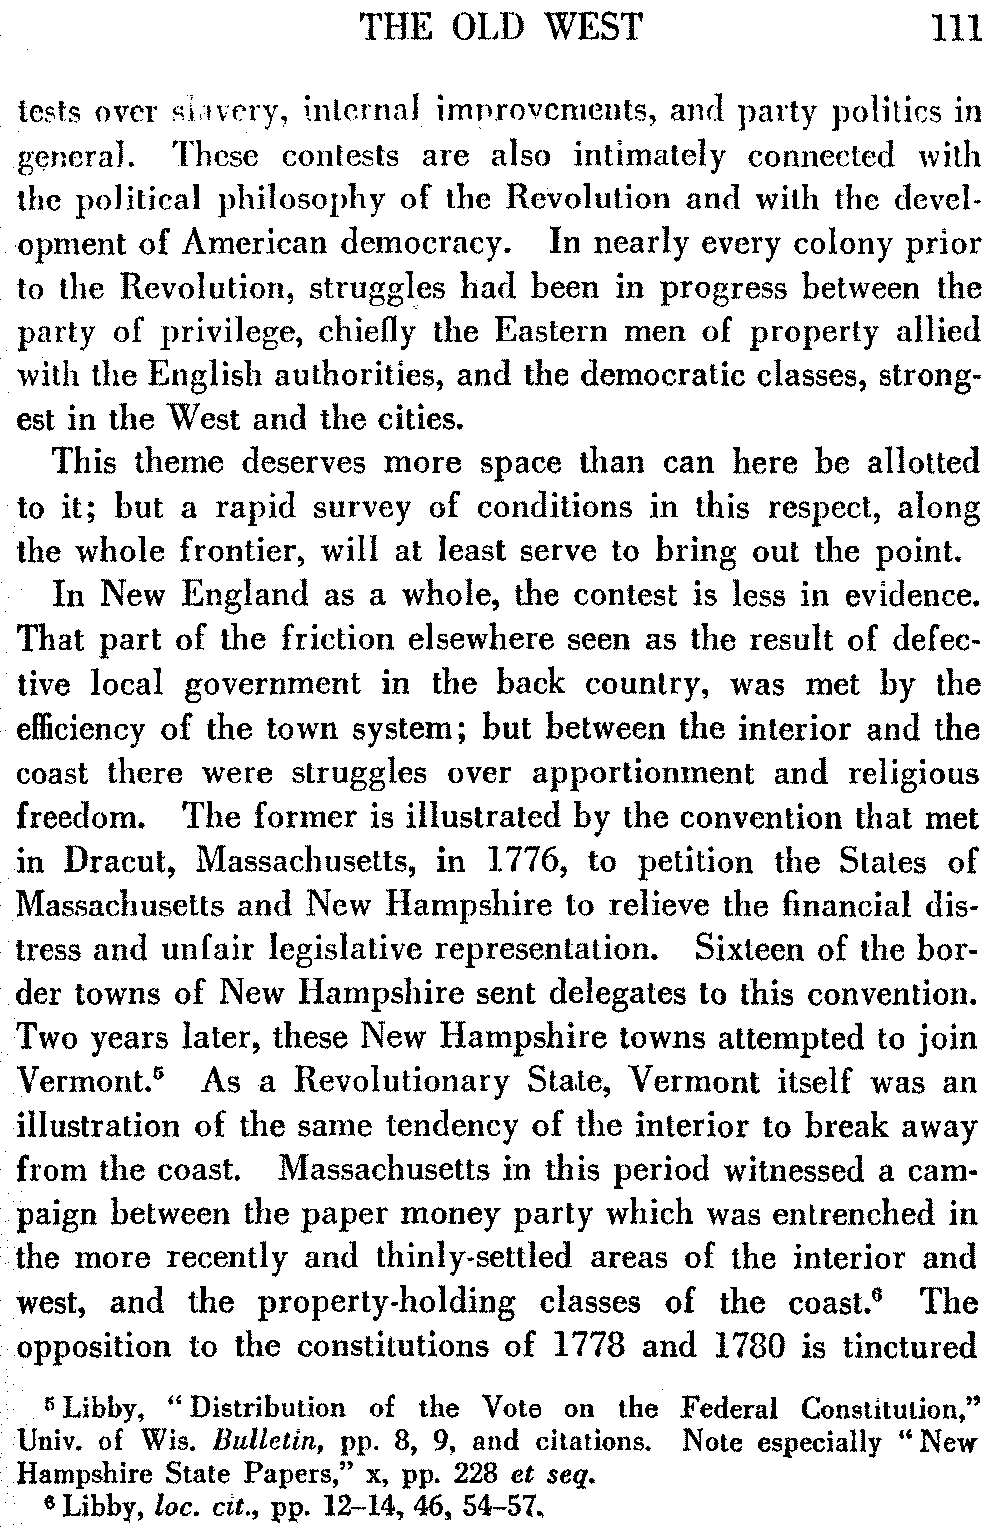 THE OLD WEST 111
tests over slavery, internal improvements, and party politics in
general. These contests are also intimately connected with
the political philosophy of the Revolution and with the devel-
opment of American democracy. In nearly every colony prior
to the Revolution, struggles had been in progress between the
party of privilege, chiefly the Eastern men of property allied
with the English authorities, and the democratic classes, strong-
est in the West and the cities.
This theme deserves more space than can here be allotted
to it; but a rapid survey of conditions in this respect, along
the whole frontier, will at least serve to bring out the point.
In New England as a whole, the contest is less in evidence.
That part of the friction elsewhere seen as the result of defec-
tive local government in the back country, was met by the
efficiency of the town system; but between the interior and the
coast there were struggles over apportionment and religious
freedom. The former is illustrated by the convention that met
in Dracut, Massachusetts, in 1776, to petition the States of
Massachusetts and New Hampshire to relieve the financial dis-
tress and unfair legislative representation. Sixteen of the bor-
der towns of New Hampshire sent delegates to this convention.
Two years later, these New Hampshire towns attempted to join
Vermont.⁵ As a Revolutionary State, Vermont itself was an
illustration of the same tendency of the interior to break away
from the coast. Massachusetts in this period witnessed a cam-
paign between the paper money party which was entrenched in
the more recently and thinly-settled areas of the interior and
west, and the property-holding classes of the coast.⁶ The
opposition to the constitutions of 1778 and 1780 is tinctured
⁵ Libby, "Distribution of the Vote on the Federal Constitution,"
Univ. of Wis. Bulletin, pp. 8, 9, and citations. Note especially "New
Hampshire State Papers," x, pp. 228 et seq.
⁶ Libby, loc. cit., pp. 12–14, 46, 54–57.